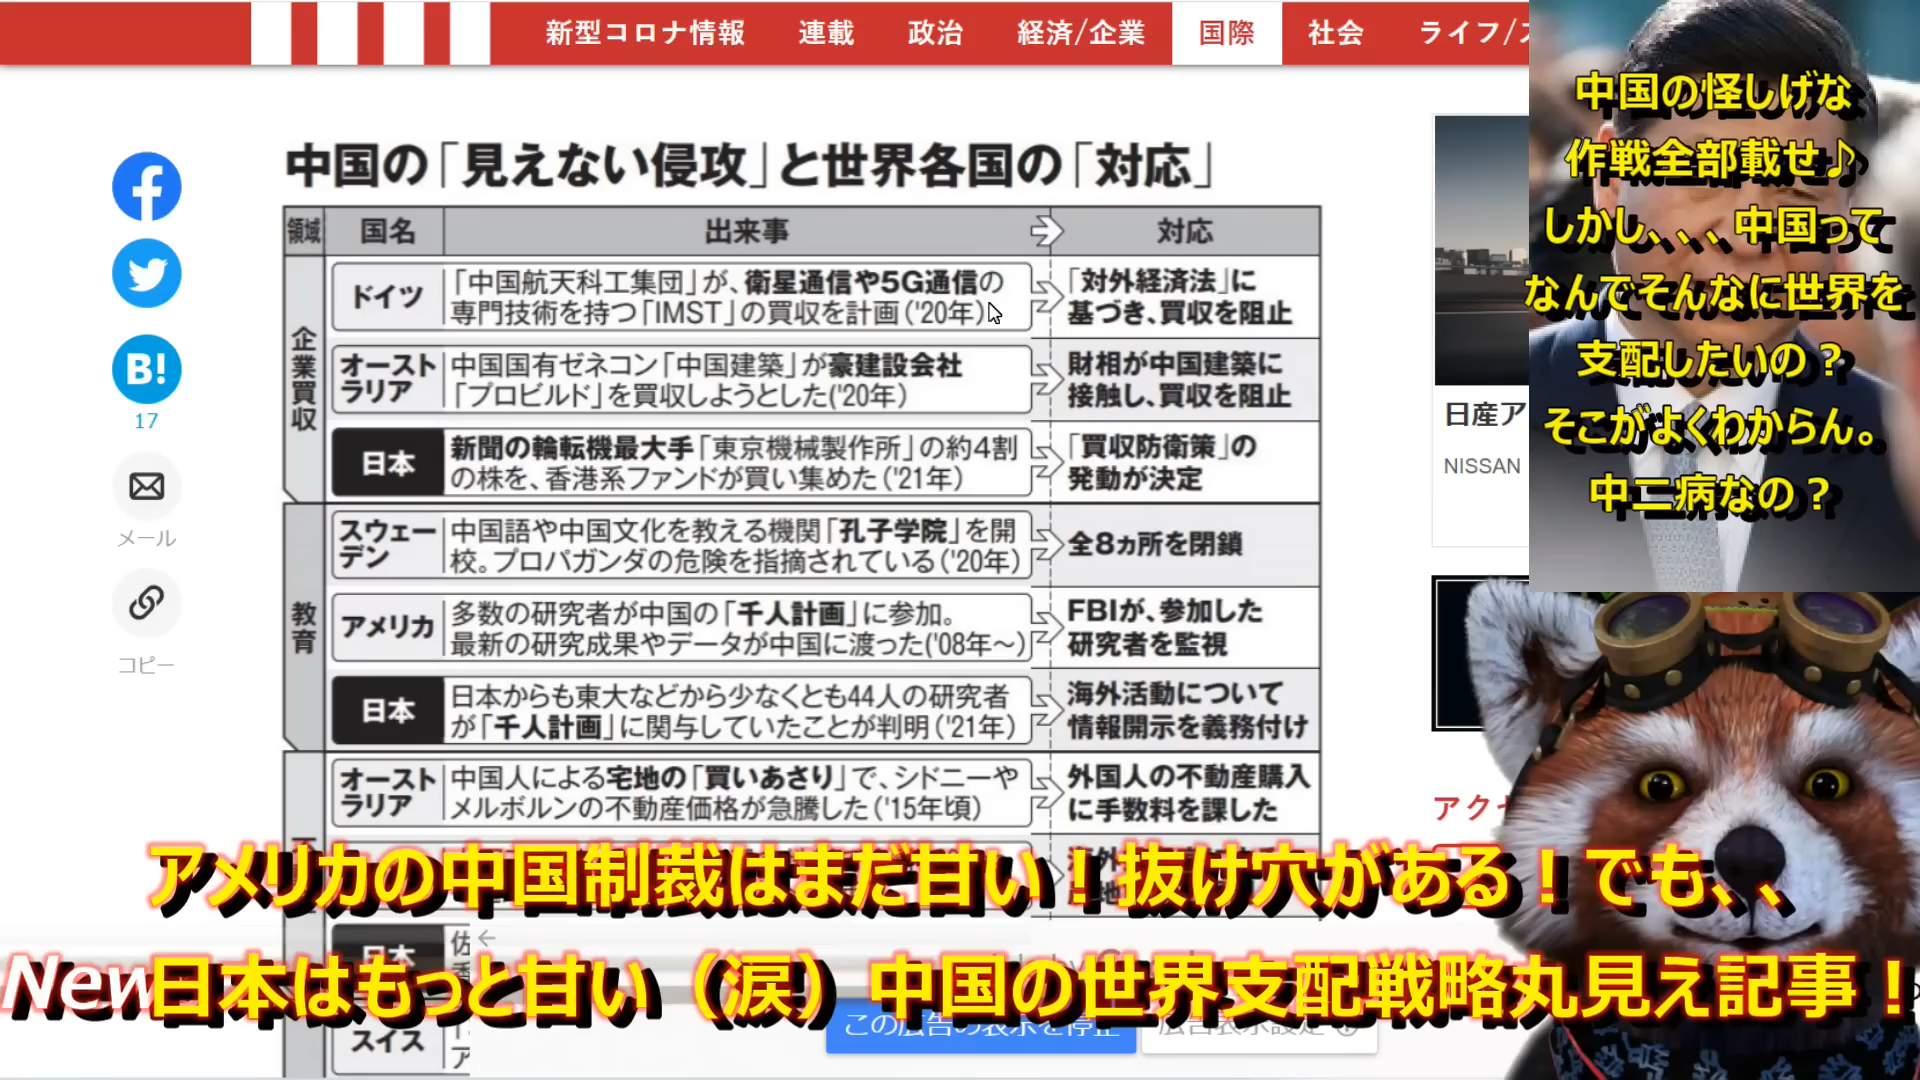 新型コロナ情報 連載 政治 経済/企業 国際 社会 ライフ/ス
中国の「見えない侵攻」と世界各国の「対応」
領域 国名 出来事 対応
企業買収
ドイツ
「中国航天科工集団」が、衛星通信や5G通信の
専門技術を持つ「IMST」の買収を計画('20年)
「対外経済法」に
基づき、買収を阻止
オースト
ラリア
中国国有ゼネコン「中国建築」が豪建設会社
「プロビルド」を買収しようとした('20年)
財相が中国建築に
接触し、買収を阻止
日本
新聞の輪転機最大手「東京機械製作所」の約4割
の株を、香港系ファンドが買い集めた('21年)
「買収防衛策」の
発動が決定
教育
スウェー
デン
中国語や中国文化を教える機関「孔子学院」を開
校。プロパガンダの危険を指摘されている('20年)
全8ヵ所を閉鎖
アメリカ
多数の研究者が中国の「千人計画」に参加。
最新の研究成果やデータが中国に渡った('08年〜)
FBIが、参加した
研究者を監視
日本
日本からも東大などから少なくとも44人の研究者
が「千人計画」に関与していたことが判明('21年)
海外活動について
情報開示を義務付け
オースト
ラリア
中国人による宅地の「買いあさり」で、シドニーや
メルボルンの不動産価格が急騰した('15年頃)
外国人の不動産購入
に手数料を課した
日本
佐
スイス
ア
B!
17
メール
コピー
日産ア
NISSAN
アクセ
この広告の表示を停止
広告表示設定
中国の怪しげな
作戦全部載せ♪
しかし、、、中国って
なんでそんなに世界を
支配したいの？
そこがよくわからん。
中二病なの？
アメリカの中国制裁はまだ甘い！抜け穴がある！でも、、
New
日本はもっと甘い（涙）中国の世界支配戦略丸見え記事！